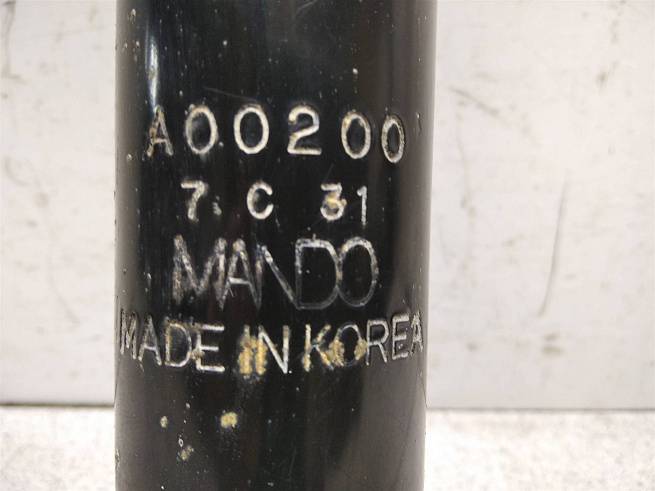 A00200
7 C 31
MANDO
MADE IN KOREA